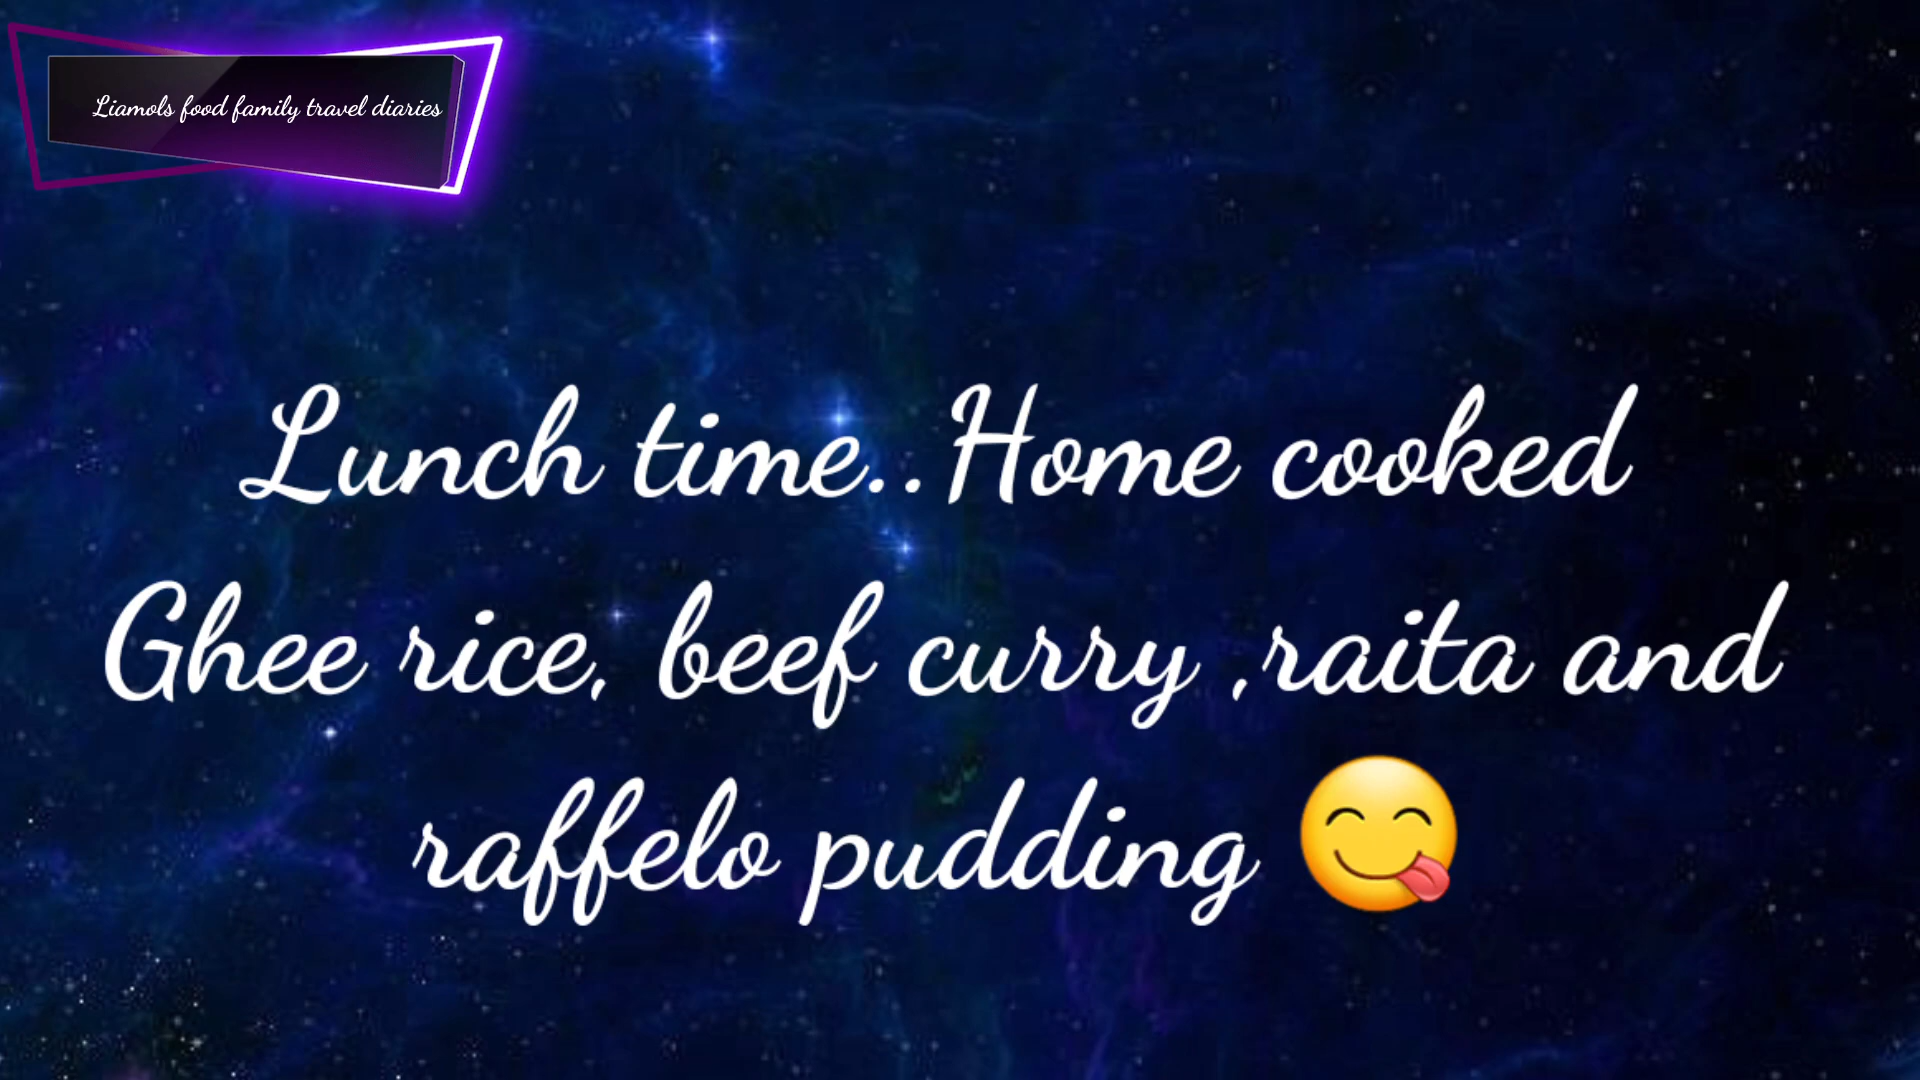 Liamols food family travel diaries
Lunch time..Home cooked
Ghee rice, beef curry ,raita and
raffelo pudding 😋